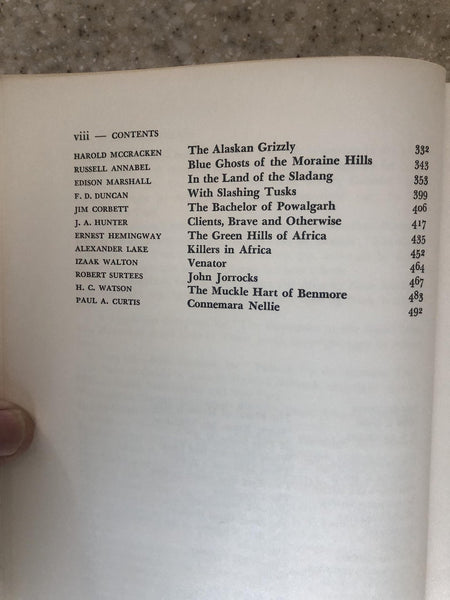 viii — CONTENTS
HAROLD MCCRACKEN The Alaskan Grizzly 332
RUSSELL ANNABEL Blue Ghosts of the Moraine Hills 343
EDISON MARSHALL In the Land of the Sladang 353
F. D. DUNCAN With Slashing Tusks 399
JIM CORBETT The Bachelor of Powalgarh 406
J. A. HUNTER Clients, Brave and Otherwise 417
ERNEST HEMINGWAY The Green Hills of Africa 435
ALEXANDER LAKE Killers in Africa 452
IZAAK WALTON Venator 464
ROBERT SURTEES John Jorrocks 467
H. C. WATSON The Muckle Hart of Benmore 483
PAUL A. CURTIS Connemara Nellie 492